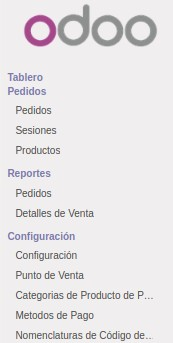 odoo
Tablero
Pedidos
Pedidos
Sesiones
Productos
Reportes
Pedidos
Detalles de Venta
Configuración
Configuración
Punto de Venta
Categorias de Producto de P…
Metodos de Pago
Nomenclaturas de Código de…